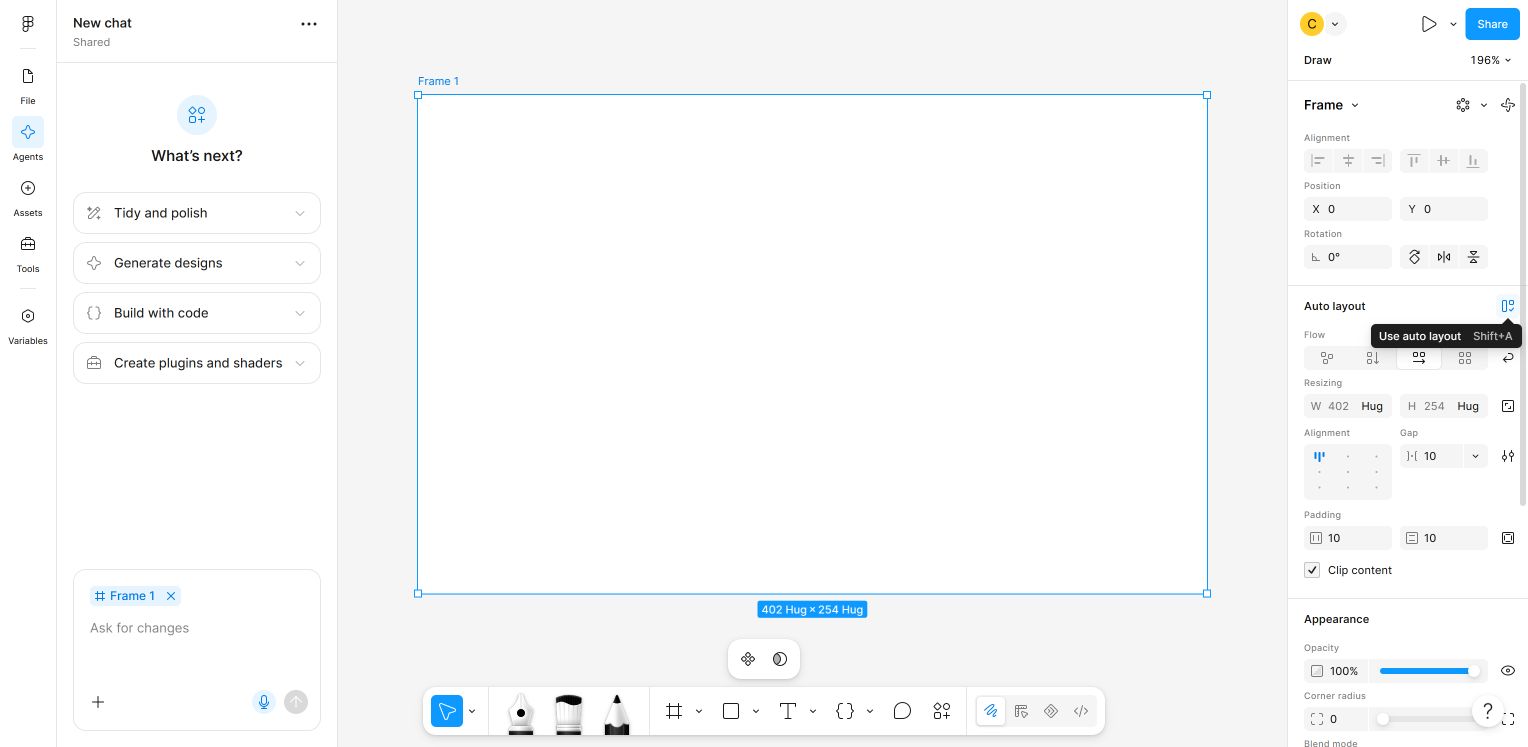 New chat
Shared
File
Agents
Assets
Tools
Variables
What's next?
Tidy and polish
Generate designs
Build with code
Create plugins and shaders
Frame 1
Ask for changes
Frame 1
402 Hug × 254 Hug
C
Share
Draw
196%
Frame
Alignment
Position
X 0
Y 0
Rotation
0°
Auto layout
Use auto layout Shift+A
Flow
Resizing
W 402 Hug
H 254 Hug
Alignment
Gap
10
Padding
10
10
Clip content
Appearance
Opacity
100%
Corner radius
0
?
Blend mode